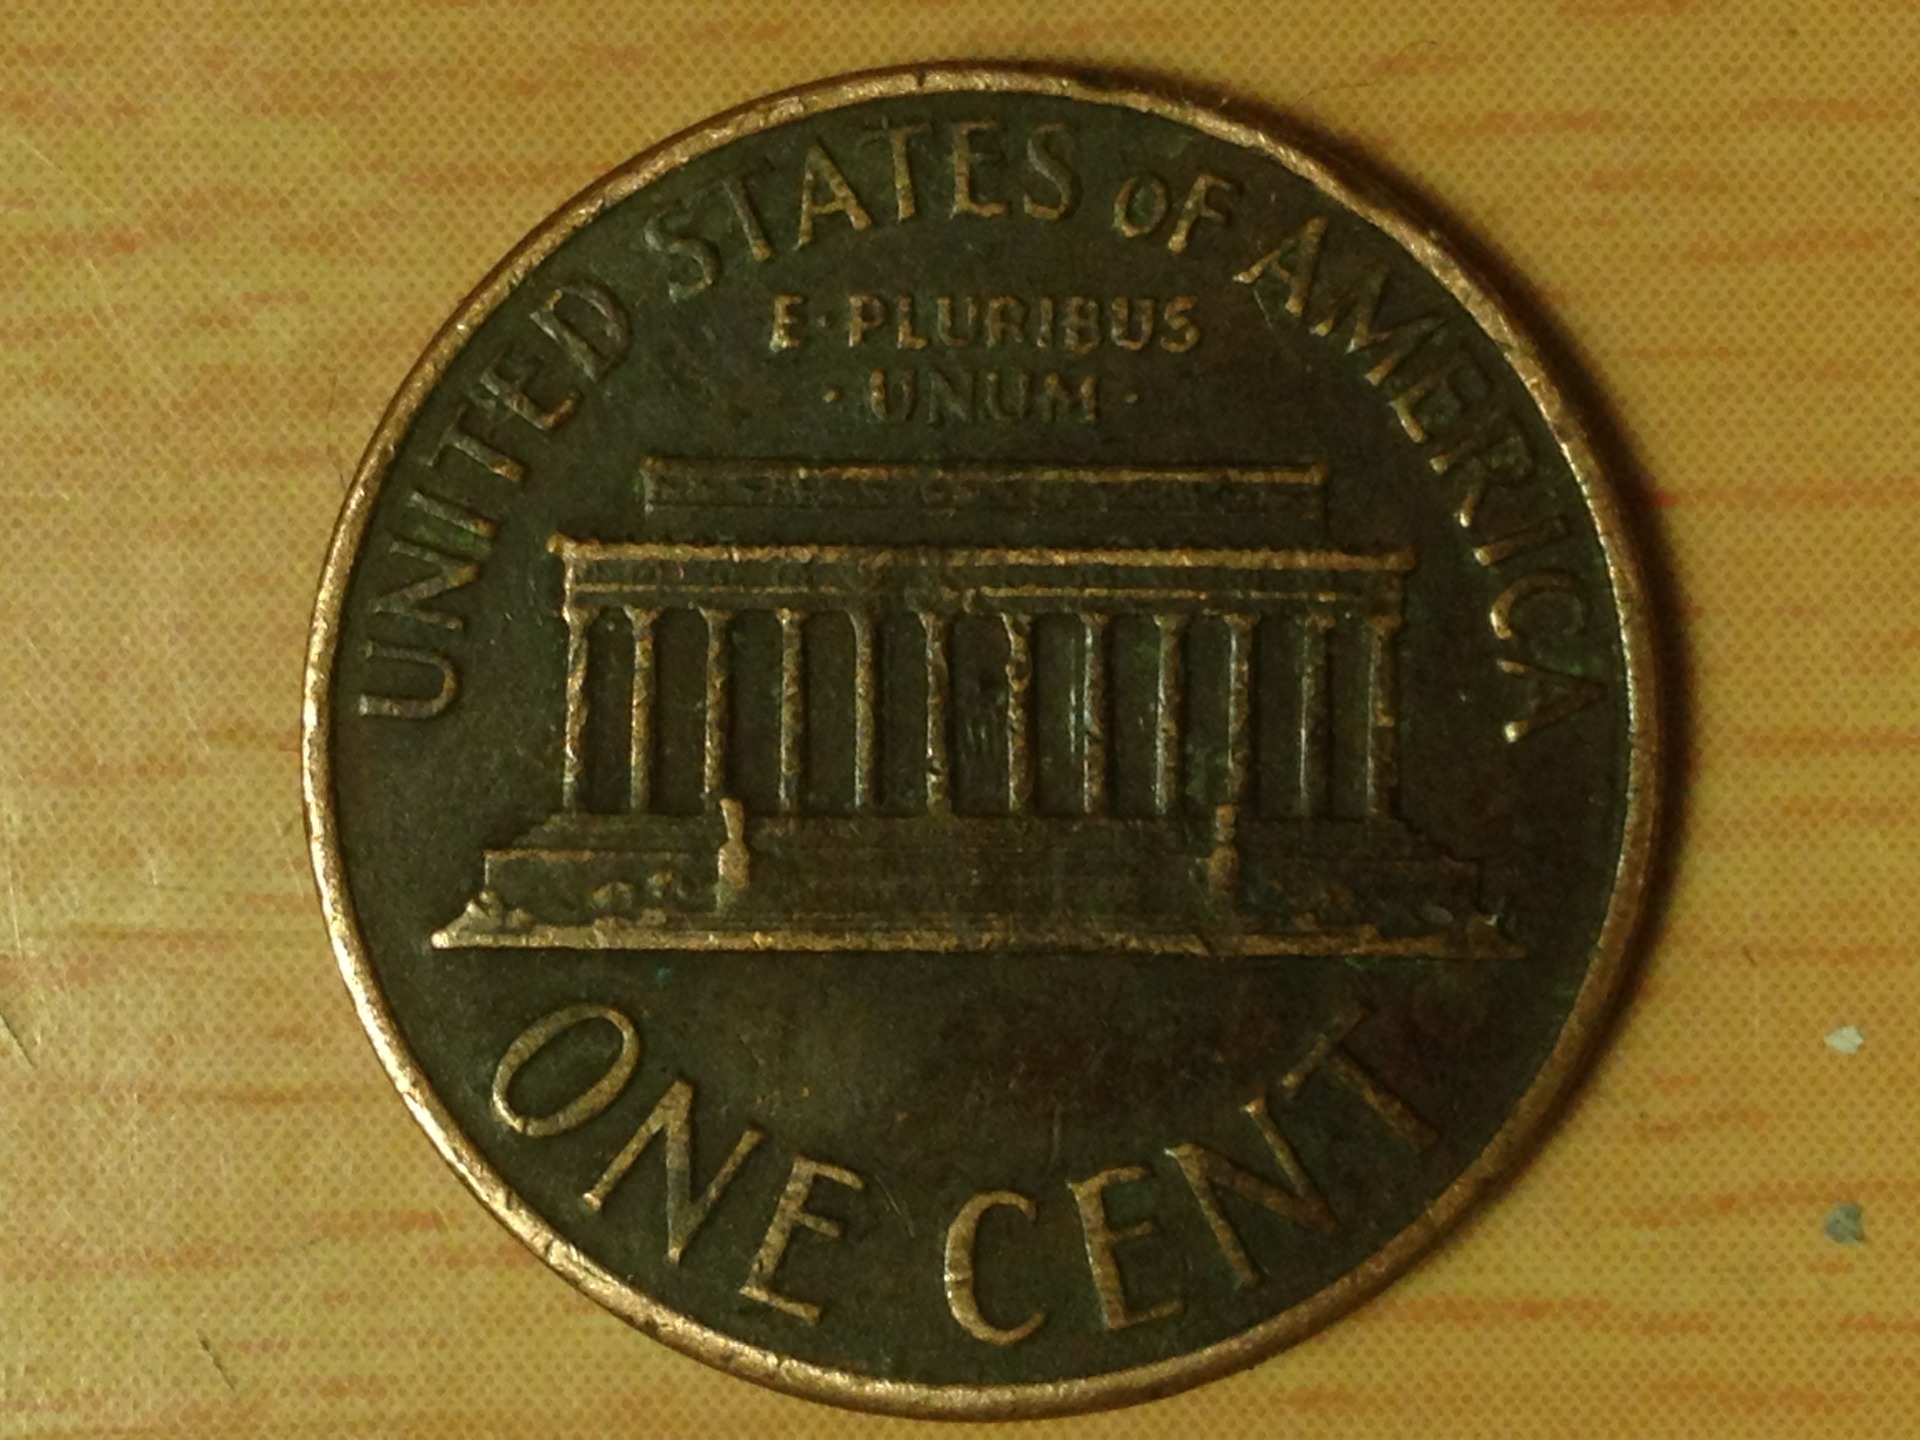 UNITED STATES OF AMERICA
E·PLURIBUS
·UNUM·
ONE CENT